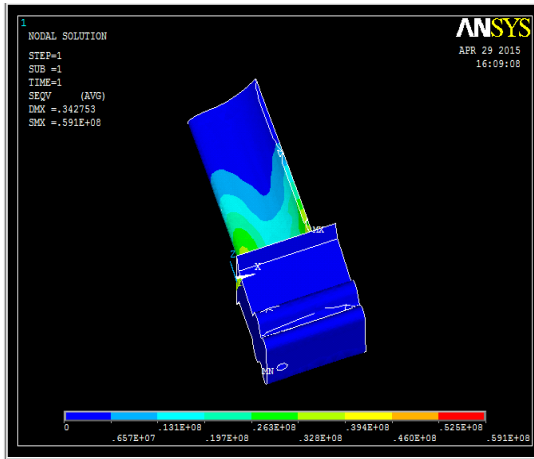 1
NODAL SOLUTION
STEP=1
SUB =1
TIME=1
SEQV (AVG)
DMX =.342753
SMX =.591E+08
ANSYS
APR 29 2015
16:09:08
MX
Z
X
MN
0 .131E+08 .263E+08 .394E+08 .525E+08
.657E+07 .197E+08 .328E+08 .460E+08 .591E+08